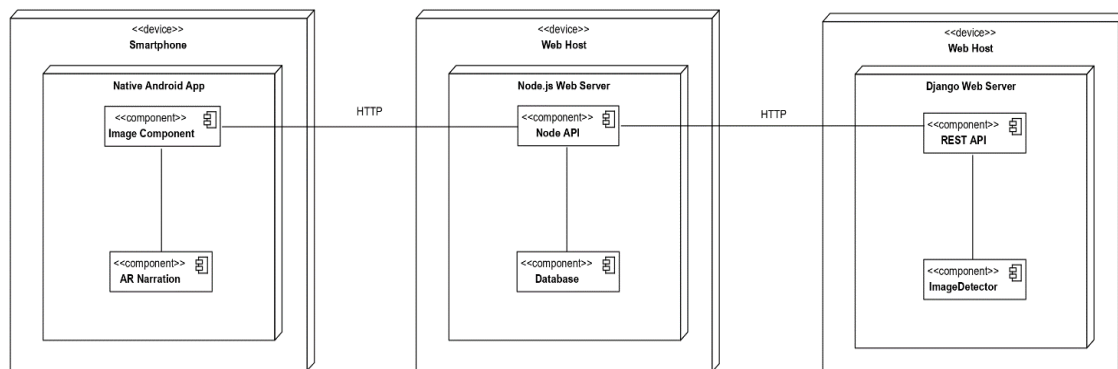 <<device>>
Smartphone
Native Android App
<<component>>
Image Component
<<component>>
AR Narration
HTTP
<<device>>
Web Host
Node.js Web Server
<<component>>
Node API
<<component>>
Database
HTTP
<<device>>
Web Host
Django Web Server
<<component>>
REST API
<<component>>
ImageDetector